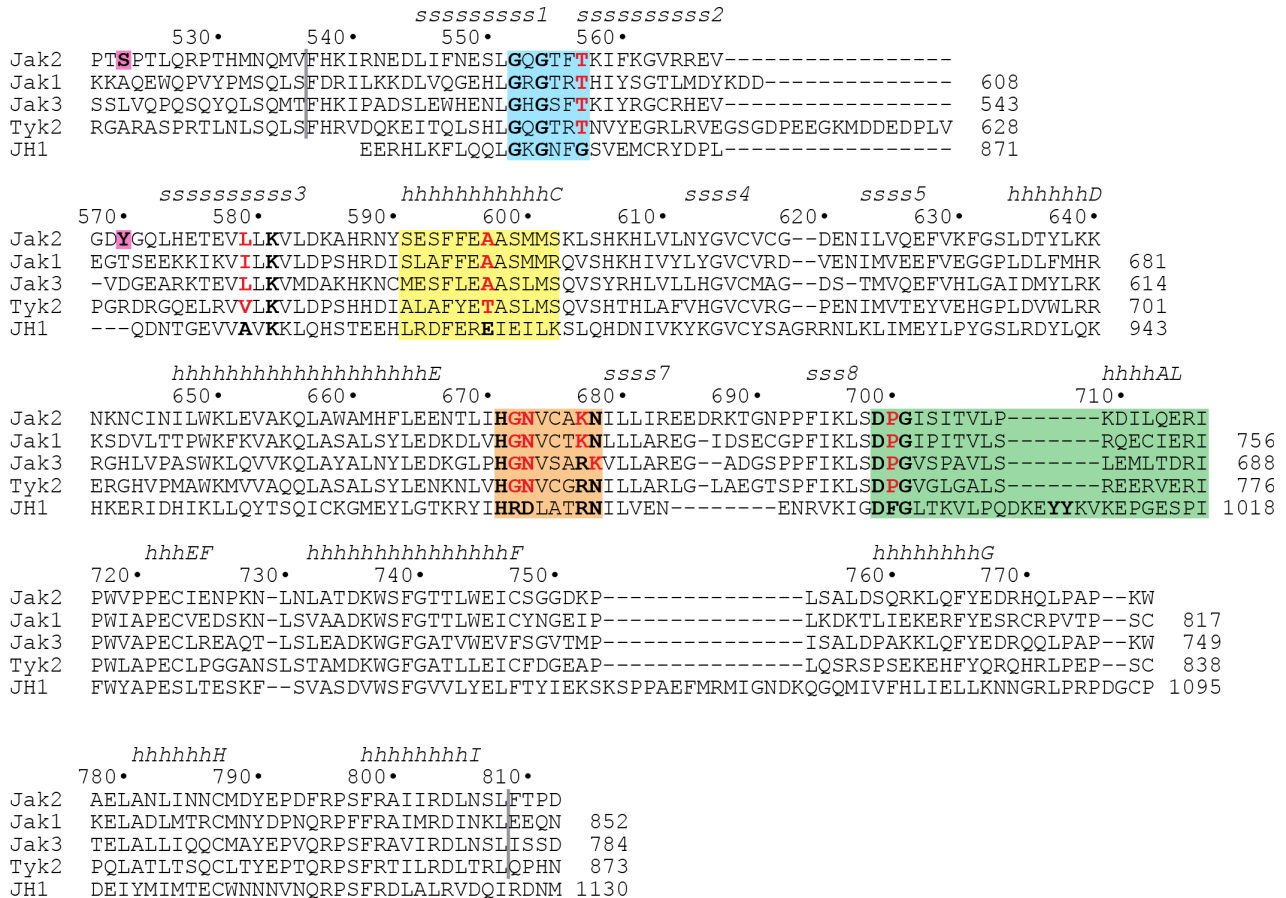 sssssssss1 ssssssssss2
530• 540• 550• 560•
Jak2 PTSPTLQRPTHMNQMVFHKIRNEDLIFNESLGQGTFTKIFKGVRREV-----------------
Jak1 KKAQEWQPVYPMSQLSFDRILKKDLVQGEHLGRGTRTHIYSGTLMDYKDD-------------- 608
Jak3 SSLVQPQSQYQLSQMTFHKIPADSLEWHENLGHGSFTKIYRGCRHEV----------------- 543
Tyk2 RGARASPRTLNLSQLSFHRVDQKEITQLSHLGQGTRTNVYEGRLRVEGSGDPEEGKMDDEDPLV 628
JH1 EERHLKFLQQLGKGNFGSVEMCRYDPL----------------- 871
ssssssssss3 hhhhhhhhhhhC ssss4 ssss5 hhhhhhD
570• 580• 590• 600• 610• 620• 630• 640•
Jak2 GDYGQLHETEVLLKVLDKAHRNYSESFFEAASMMSKLSHKHLVLNYGVCVCG--DENILVQEFVKFGSLDTYLKK
Jak1 EGTSEEKKIKVILKVLDPSHRDISLAFFEAASMMRQVSHKHIVYLYGVCVRD--VENIMVEEFVEGGPLDLFMHR 681
Jak3 -VDGEARKTEVLLKVMDAKHKNCMESFLEAASLMSQVSYRHLVLLHGVCMAG--DS-TMVQEFVHLGAIDMYLRK 614
Tyk2 PGRDRGQELRVVLKVLDPSHHDIALAFYETASLMSQVSHTHLAFVHGVCVRG--PENIMVTEYVEHGPLDVWLRR 701
JH1 ---QDNTGEVVAVKKLQHSTEEHLRDFEREIEILKSLQHDNIVKYKGVCYSAGRRNLKLIMEYLPYGSLRDYLQK 943
hhhhhhhhhhhhhhhhhhhE ssss7 sss8 hhhhAL
650• 660• 670• 680• 690• 700• 710•
Jak2 NKNCINILWKLEVAKQLAWAMHFLEENTLIHGNVCAKNILLIREEDRKTGNPPFIKLSDPGISITVLP-------KDILQERI
Jak1 KSDVLTTPWKFKVAKQLASALSYLEDKDLVHGNVCTKNLLLAREG-IDSECGPFIKLSDPGIPITVLS-------RQECIERI 756
Jak3 RGHLVPASWKLQVVKQLAYALNYLEDKGLPHGNVSARKVLLAREG--ADGSPPFIKLSDPGVSPAVLS-------LEMLTDRI 688
Tyk2 ERGHVPMAWKMVVAQQLASALSYLENKNLVHGNVCGRNILLARLG-LAEGTSPFIKLSDPGVGLGALS-------REERVERI 776
JH1 HKERIDHIKLLQYTSQICKGMEYLGTKRYIHRDLATRNILVEN------ENRVKIGDFGLTKVLPQDKEYYKVKEPGESPI 1018
hhhEF hhhhhhhhhhhhhhhF hhhhhhhhG
720• 730• 740• 750• 760• 770•
Jak2 PWVPPECIENPKN-LNLATDKWSFGTTLWEICSGGDKP---------------LSALDSQRKLQFYEDRHQLPAP--KW
Jak1 PWIAPECVEDSKN-LSVAADKWSFGTTLWEICYNGEIP---------------LKDKTLIEKERFYESRCRPVTP--SC 817
Jak3 PWVAPECLREAQT-LSLEADKWGFGATVWEVFSGVTMP---------------ISALDPAKKLQFYEDRQQLPAP--KW 749
Tyk2 PWLAPECLPGGANSLSTAMDKWGFGATLLEICFDGEAP---------------LQSRSPSEKEHFYQRQHRLPEP--SC 838
JH1 FWYAPESLTESKF--SVASDVWSFGVVLYELFTYIEKSKSPPAEFMRMIGNDKQGQMIVFHLIELLKNNGRLPRPDGCP 1095
hhhhhhH hhhhhhhhI
780• 790• 800• 810•
Jak2 AELANLINNCMDYEPDFRPSFRAIIRDLNSLFTPD
Jak1 KELADLMTRCMNYDPNQRPFFRAIMRDINKLEEQN 852
Jak3 TELALLIQQCMAYEPVQRPSFRAVIRDLNSLISSD 784
Tyk2 PQLATLTSQCLTYEPTQRPSFRTILRDLTRLQPHN 873
JH1 DEIYMIMTECWNNNVNQRPSFRDLALRVDQIRDNM 1130